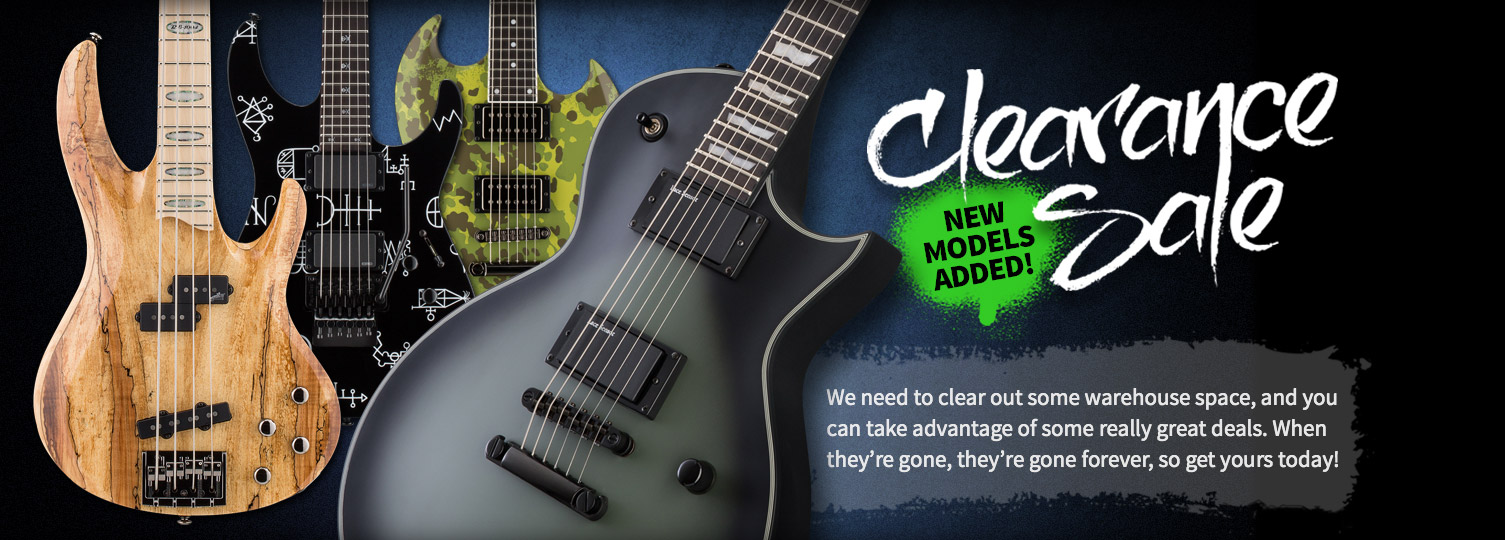 Clearance
Sale
NEW
MODELS
ADDED!
We need to clear out some warehouse space, and you
can take advantage of some really great deals. When
they're gone, they're gone forever, so get yours today!